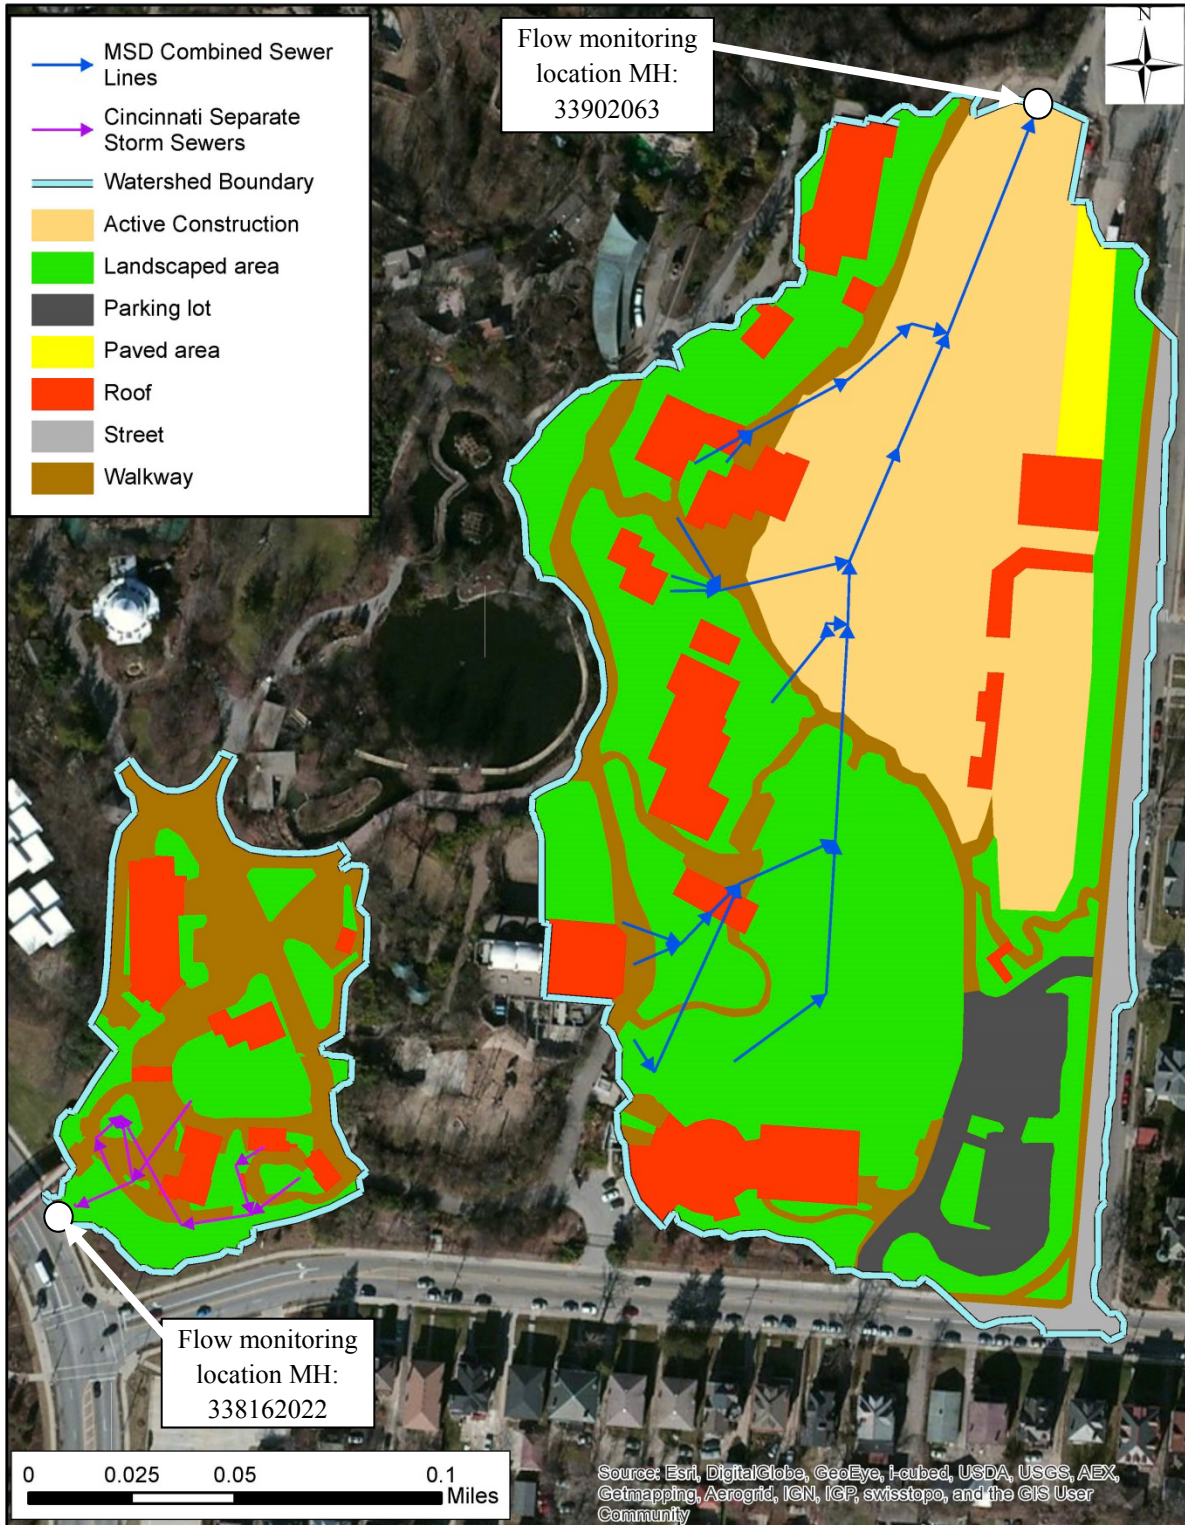 MSD Combined Sewer
Lines
Cincinnati Separate
Storm Sewers
Watershed Boundary
Active Construction
Landscaped area
Parking lot
Paved area
Roof
Street
Walkway
Flow monitoring
location MH:
33902063
N
Flow monitoring
location MH:
338162022
0 0.025 0.05 0.1
Miles
Source: Esri, DigitalGlobe, GeoEye, i-cubed, USDA, USGS, AEX,
Getmapping, Aerogrid, IGN, IGP, swisstopo, and the GIS User
Community